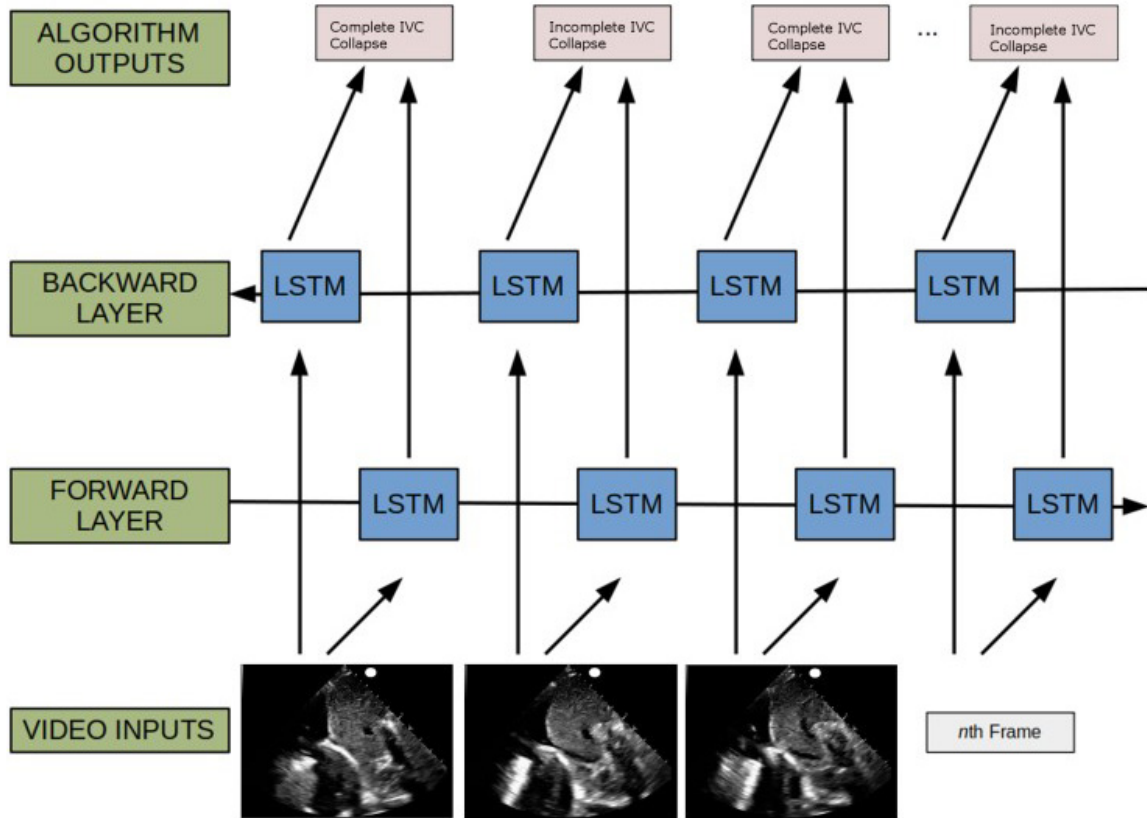 ALGORITHM
OUTPUTS
Complete IVC
Collapse
Incomplete IVC
Collapse
Complete IVC
Collapse
...
Incomplete IVC
Collapse
BACKWARD
LAYER
LSTM
LSTM
LSTM
LSTM
FORWARD
LAYER
LSTM
LSTM
LSTM
LSTM
VIDEO INPUTS
nth Frame